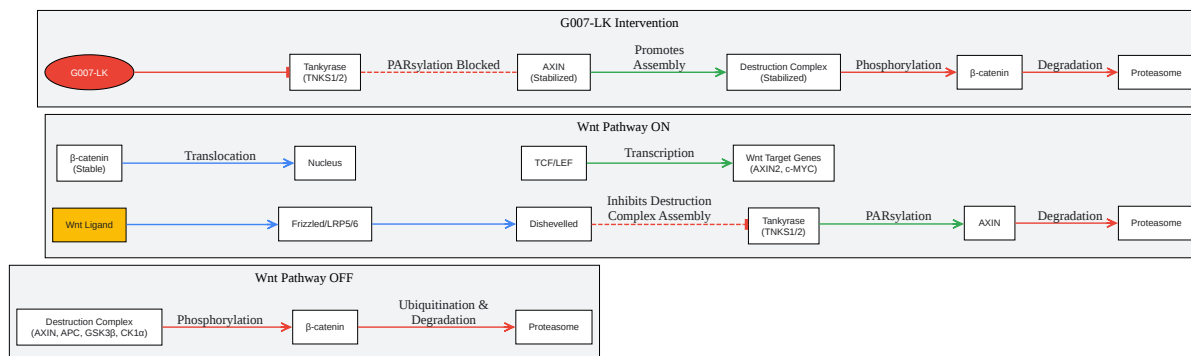 G007-LK Intervention
G007-LK
Tankyrase
(TNKS1/2)
PARsylation Blocked
AXIN
(Stabilized)
Promotes
Assembly
Destruction Complex
(Stabilized)
Phosphorylation
β-catenin
Degradation
Proteasome
Wnt Pathway ON
β-catenin
(Stable)
Translocation
Nucleus
TCF/LEF
Transcription
Wnt Target Genes
(AXIN2, c-MYC)
Wnt Ligand
Frizzled/LRP5/6
Dishevelled
Inhibits Destruction
Complex Assembly
Tankyrase
(TNKS1/2)
PARsylation
AXIN
Degradation
Proteasome
Wnt Pathway OFF
Destruction Complex
(AXIN, APC, GSK3β, CK1α)
Phosphorylation
β-catenin
Ubiquitination &
Degradation
Proteasome